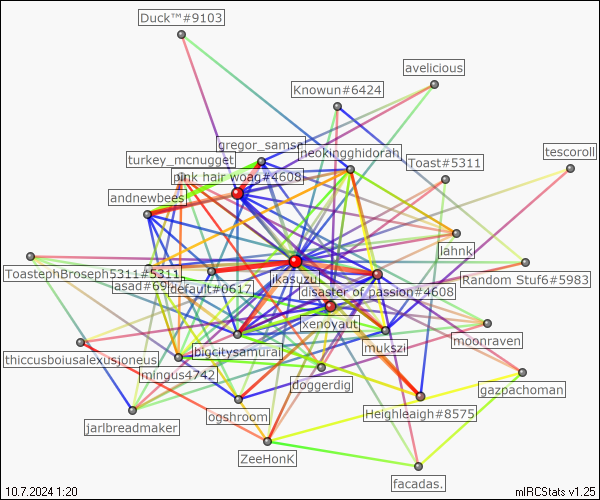 Duck™#9103
avelicious
Knowun#6424
gregor_samsa
neokingghidorah
tescoroll
turkey_mcnugget
Toast#5311
pink hair woag#4608
andnewbees
lahnk
ToastephBroseph5311#5311
asad#69
default#0617
ikasuzu
disaster of passion#4608
Random Stuf6#5983
xenoyaut
moonraven
thiccusboiusalexusjoneus
bigcitysamurai
mukszi
mingus4742
doggerdig
gazpachoman
ogshroom
Heighleaigh#8575
jarlbreadmaker
ZeeHonK
facadas.
10.7.2024 1:20
mIRCStats v1.25